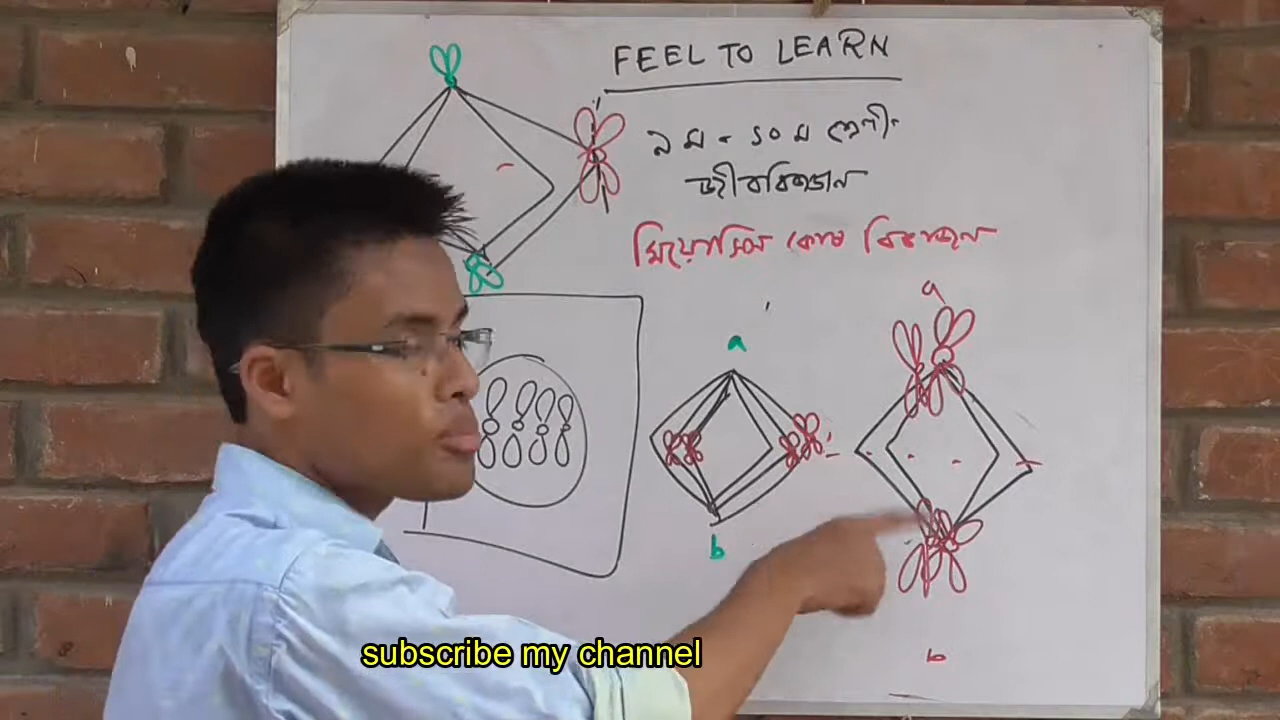 FEEL TO LEARN
৯ম - ১০ম শ্রেণী
জীববিজ্ঞান
মিয়োসিস কোষ বিভাজন
a
a
b
b
subscribe my channel